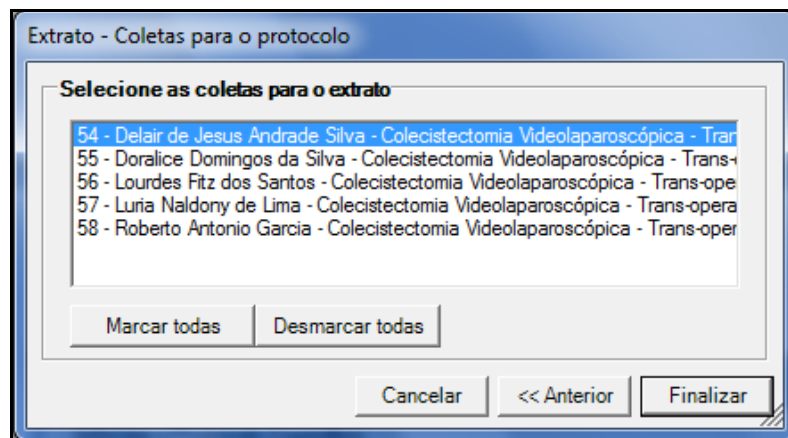 Extrato - Coletas para o protocolo
Selecione as coletas para o extrato
54 - Delair de Jesus Andrade Silva - Colecistectomia Videolaparoscópica - Tran
55 - Doralice Domingos da Silva - Colecistectomia Videolaparoscópica - Trans-
56 - Lourdes Fitz dos Santos - Colecistectomia Videolaparoscópica - Trans-ope
57 - Luria Naldony de Lima - Colecistectomia Videolaparoscópica - Trans-opera
58 - Roberto Antonio Garcia - Colecistectomia Videolaparoscópica - Trans-oper
Marcar todas Desmarcar todas
Cancelar << Anterior Finalizar